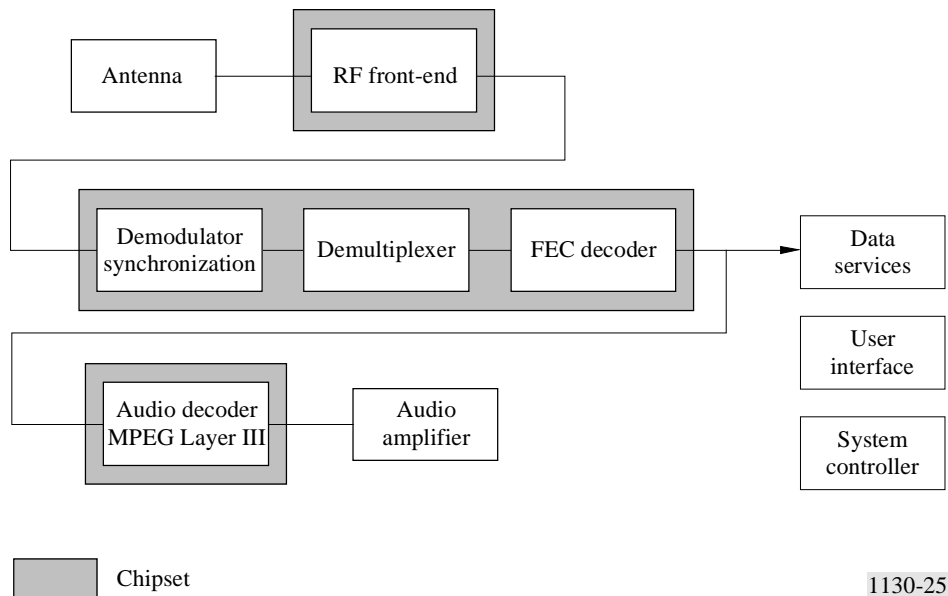 Antenna
RF front-end
Demodulator
synchronization
Demultiplexer
FEC decoder
Data
services
User
interface
Audio decoder
MPEG Layer III
Audio
amplifier
System
controller
Chipset
1130-25